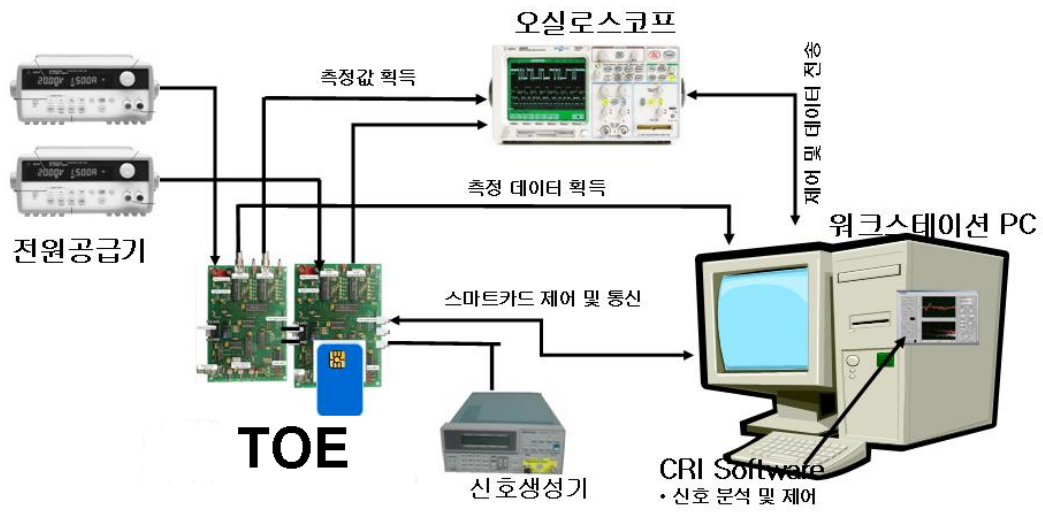 오실로스코프
측정값 획득
제어 및 데이터 전송
측정 데이터 획득
전원공급기
워크스테이션 PC
스마트카드 제어 및 통신
TOE
신호생성기
CRI Software
• 신호 분석 및 제어